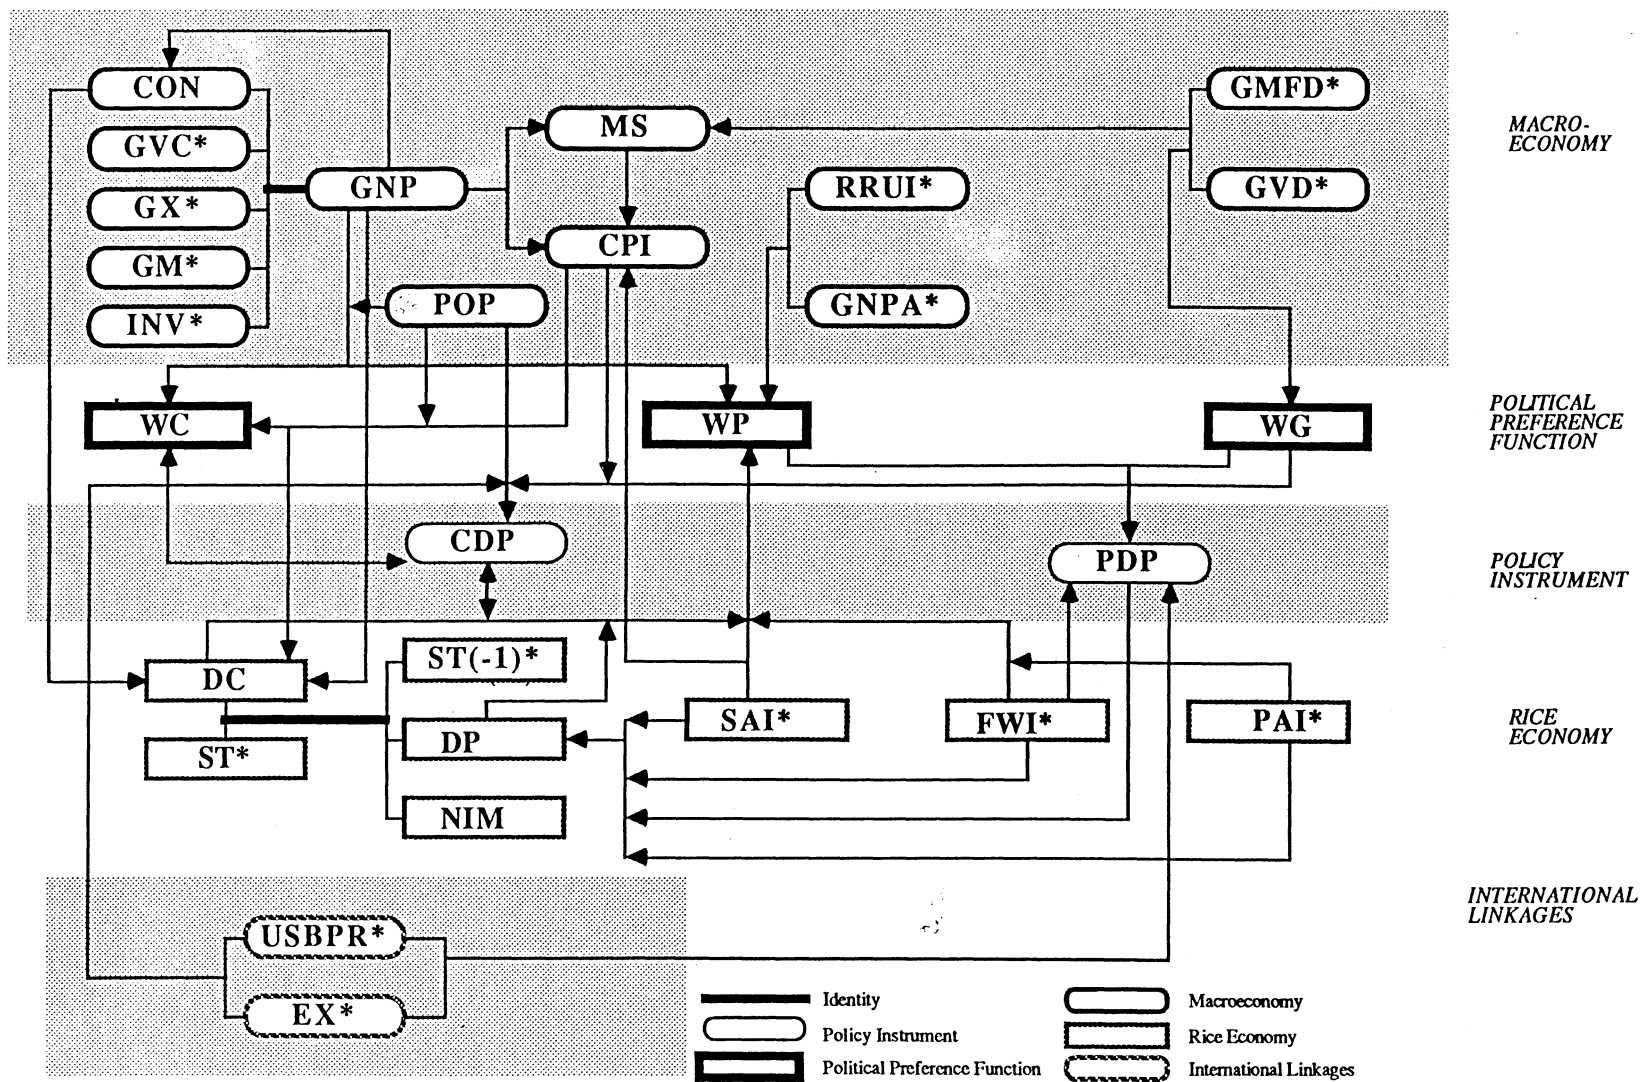 CON
GVC*
GX*
GM*
INV*
GNP
POP
MS
CPI
RRUI*
GNPA*
GMFD*
GVD*
MACRO-
ECONOMY
WC
WP
WG
POLITICAL
PREFERENCE
FUNCTION
CDP
PDP
POLICY
INSTRUMENT
DC
ST*
ST(-1)*
DP
NIM
SAI*
FWI*
PAI*
RICE
ECONOMY
USBPR*
EX*
INTERNATIONAL
LINKAGES
Identity
Policy Instrument
Political Preference Function
Macroeconomy
Rice Economy
International Linkages